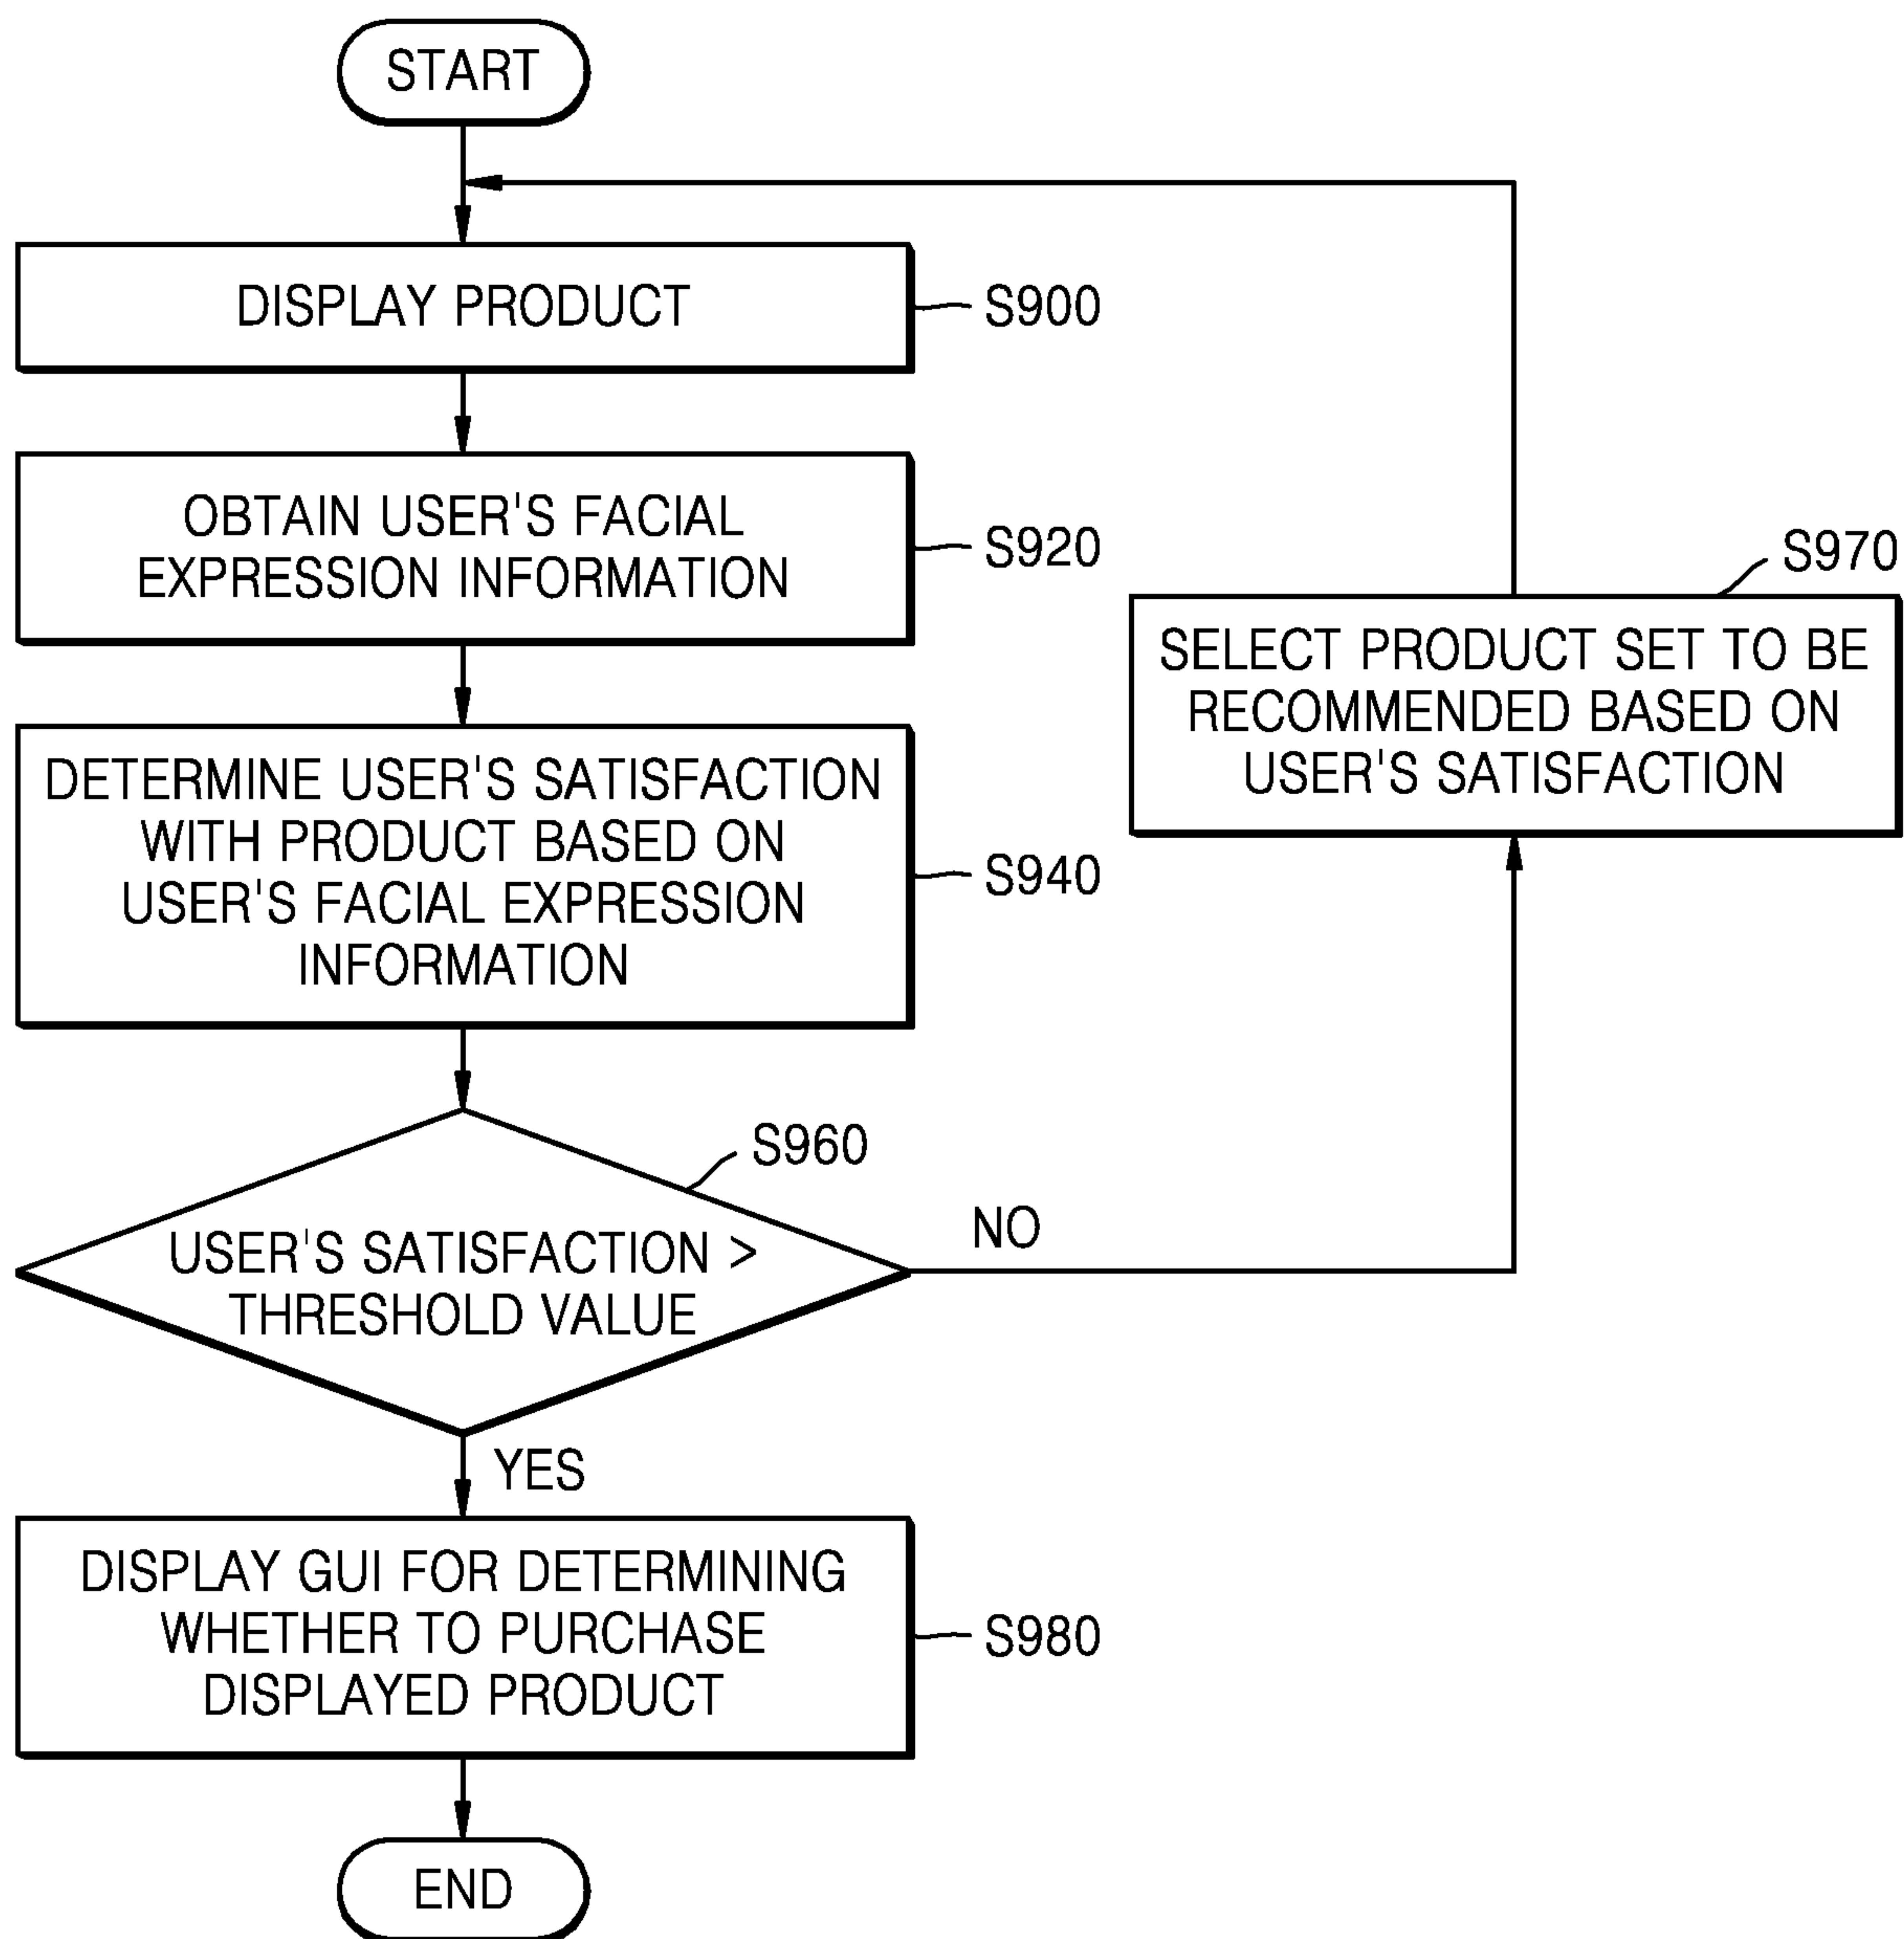 START
DISPLAY PRODUCT
S900
OBTAIN USER'S FACIAL
EXPRESSION INFORMATION
S920
DETERMINE USER'S SATISFACTION
WITH PRODUCT BASED ON
USER'S FACIAL EXPRESSION
INFORMATION
S940
S960
USER'S SATISFACTION >
THRESHOLD VALUE
NO
S970
SELECT PRODUCT SET TO BE
RECOMMENDED BASED ON
USER'S SATISFACTION
YES
DISPLAY GUI FOR DETERMINING
WHETHER TO PURCHASE
DISPLAYED PRODUCT
S980
END